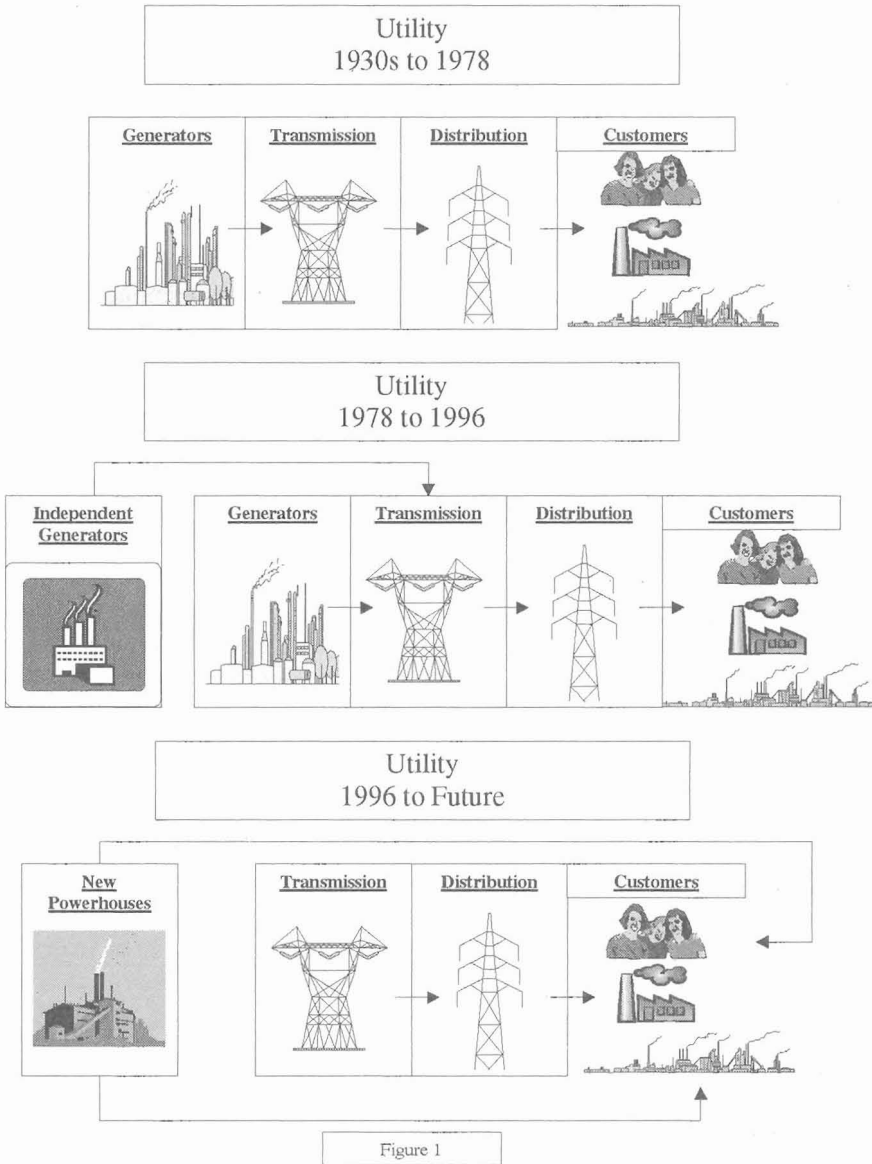 Utility
1930s to 1978
Generators
Transmission
Distribution
Customers
Utility
1978 to 1996
Independent
Generators
Generators
Transmission
Distribution
Customers
Utility
1996 to Future
New
Powerhouses
Transmission
Distribution
Customers
Figure 1